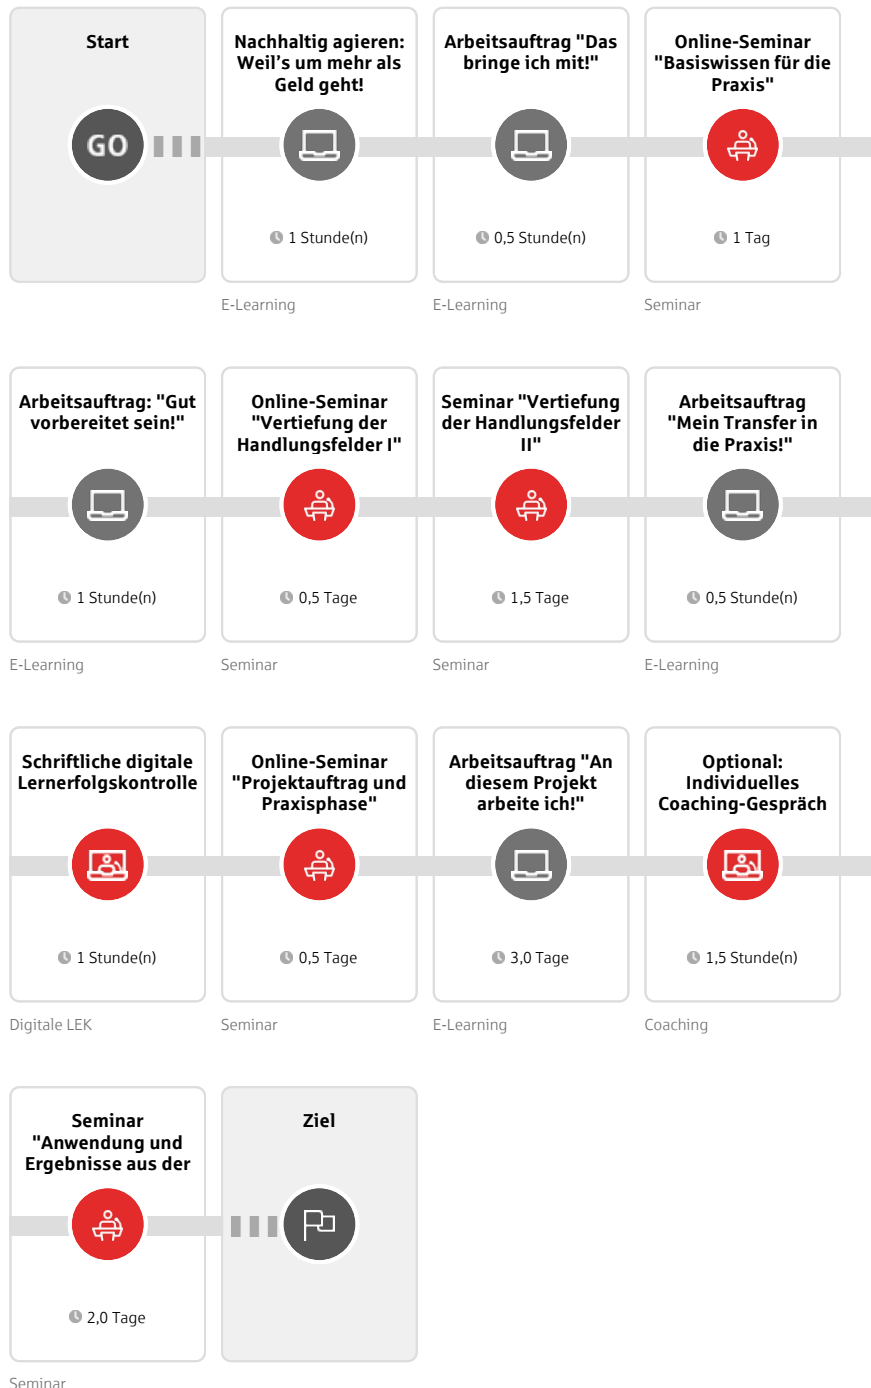 Start
GO
Nachhaltig agieren:
Weil's um mehr als
Geld geht!
1 Stunde(n)
E-Learning
Arbeitsauftrag "Das
bringe ich mit!"
0,5 Stunde(n)
E-Learning
Online-Seminar
"Basiswissen für die
Praxis"
1 Tag
Seminar
Arbeitsauftrag: "Gut
vorbereitet sein!"
1 Stunde(n)
E-Learning
Online-Seminar
"Vertiefung der
Handlungsfelder I"
0,5 Tage
Seminar
Seminar "Vertiefung
der Handlungsfelder
II"
1,5 Tage
Seminar
Arbeitsauftrag
"Mein Transfer in
die Praxis!"
0,5 Stunde(n)
E-Learning
Schriftliche digitale
Lernerfolgskontrolle
1 Stunde(n)
Digitale LEK
Online-Seminar
"Projektauftrag und
Praxisphase"
0,5 Tage
Seminar
Arbeitsauftrag "An
diesem Projekt
arbeite ich!"
3,0 Tage
E-Learning
Optional:
Individuelles
Coaching-Gespräch
1,5 Stunde(n)
Coaching
Seminar
"Anwendung und
Ergebnisse aus der
2,0 Tage
Seminar
Ziel